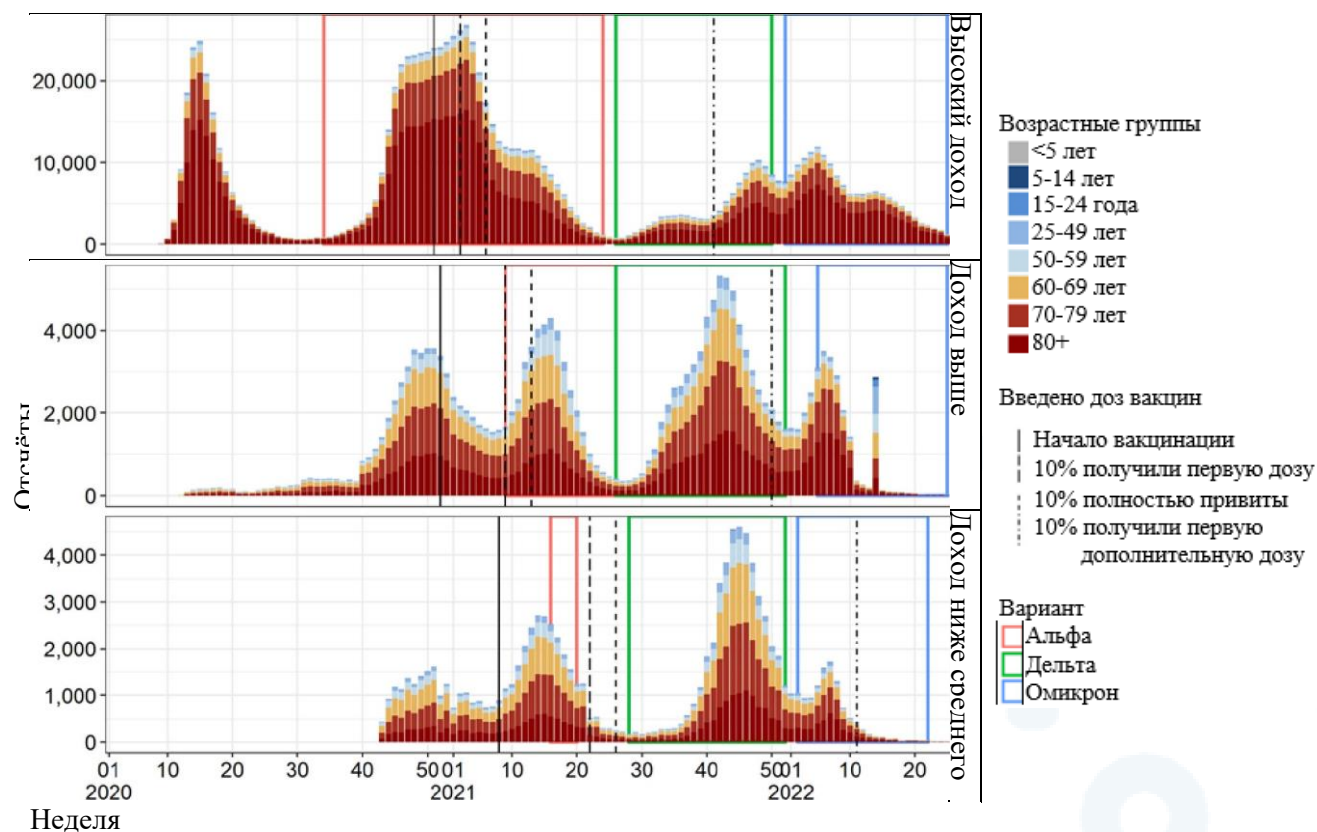 20,000
10,000
0
Высокий доход
4,000
2,000
0
Доход выше
4,000
3,000
2,000
1,000
0
Доход ниже среднего
Отсчёты
01 10 20 30 40 50 01 10 20 30 40 50 01 10 20
2020 2021 2022
Неделя
Возрастные группы
<5 лет
5-14 лет
15-24 года
25-49 лет
50-59 лет
60-69 лет
70-79 лет
80+
Введено доз вакцин
Начало вакцинации
10% получили первую дозу
10% полностью привиты
10% получили первую
дополнительную дозу
Вариант
Альфа
Дельта
Омикрон